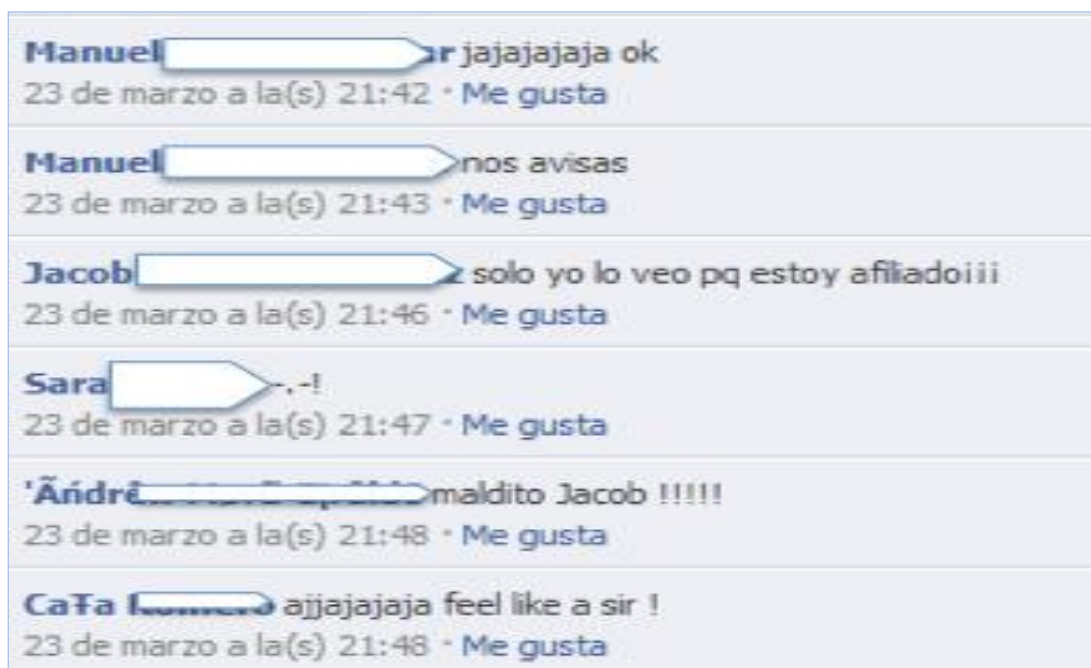 Manuel jajajajaja ok
23 de marzo a la(s) 21:42 · Me gusta
Manuel nos avisas
23 de marzo a la(s) 21:43 · Me gusta
Jacob solo yo lo veo pq estoy afiliado¡¡¡
23 de marzo a la(s) 21:46 · Me gusta
Sara -.-!
23 de marzo a la(s) 21:47 · Me gusta
maldito Jacob !!!!!
23 de marzo a la(s) 21:48 · Me gusta
CaŦa ajjajajaja feel like a sir !
23 de marzo a la(s) 21:48 · Me gusta